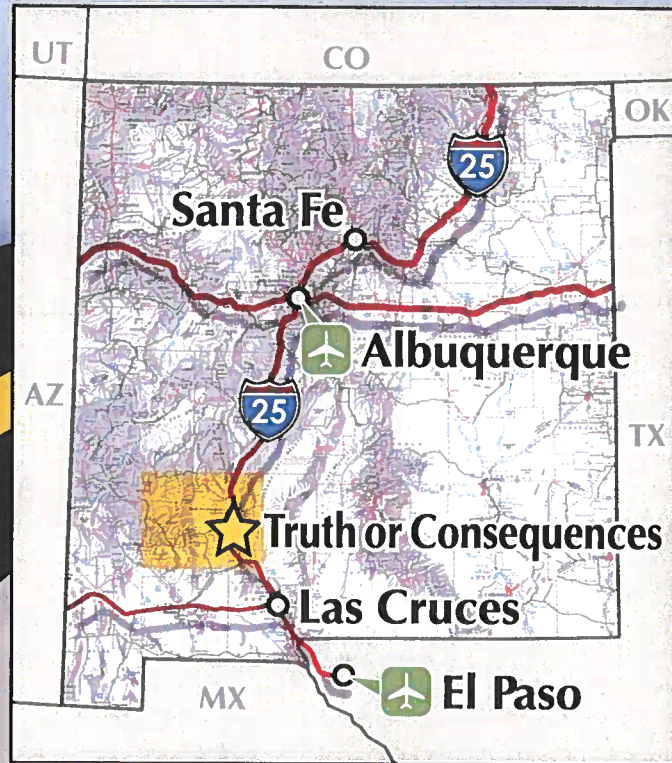 UT
CO
OK
25
Santa Fe
Albuquerque
AZ
25
TX
Truth or Consequences
Las Cruces
MX
El Paso